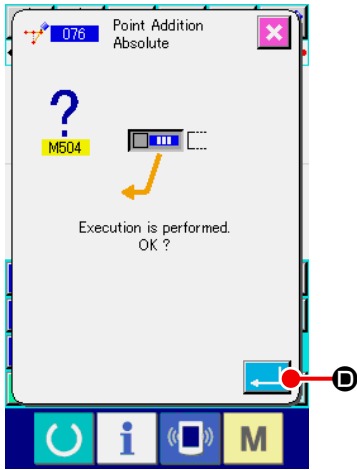 076
Point Addition
Absolute
?
M504
Execution is performed.
OK ?
D
i
M